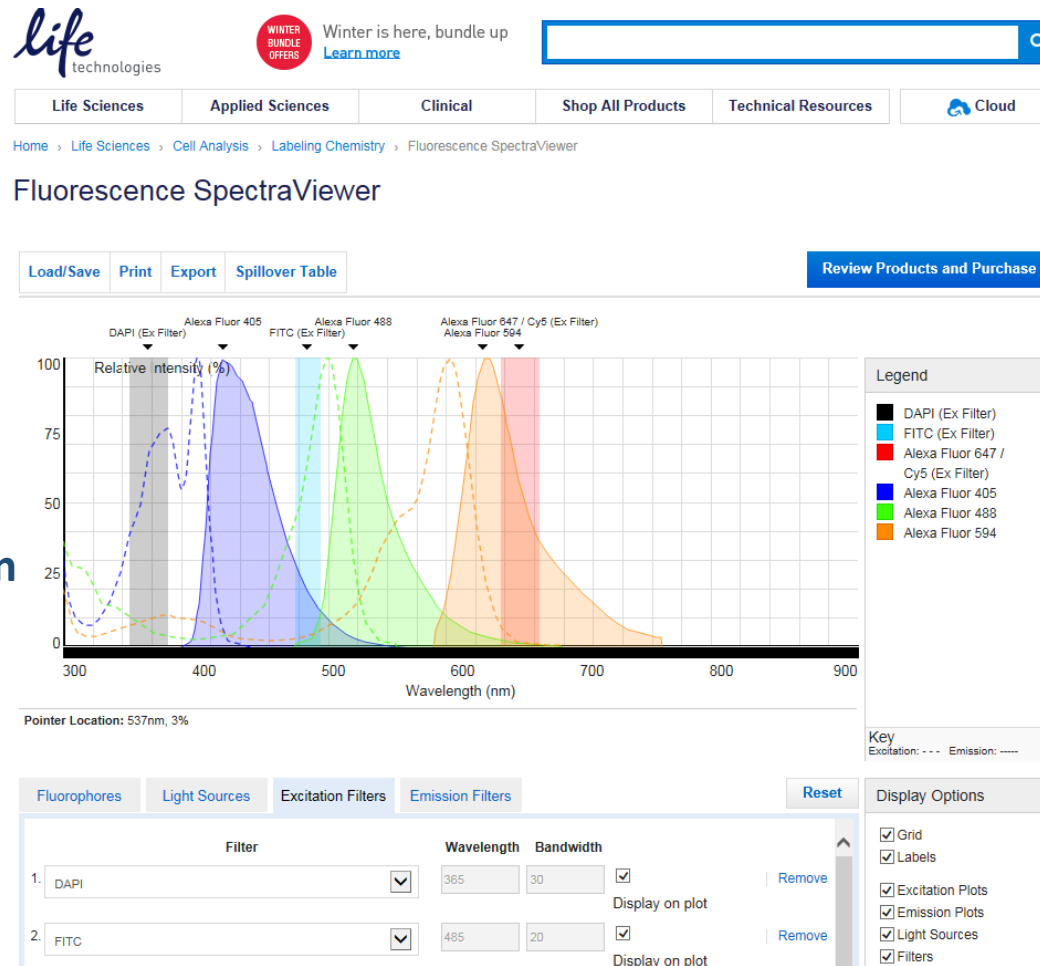 life
technologies
WINTER
BUNDLE
OFFERS
Winter is here, bundle up
Learn more
Life Sciences
Applied Sciences
Clinical
Shop All Products
Technical Resources
Cloud
Home › Life Sciences › Cell Analysis › Labeling Chemistry › Fluorescence SpectraViewer
Fluorescence SpectraViewer
Load/Save
Print
Export
Spillover Table
Review Products and Purchase
Alexa Fluor 405
Alexa Fluor 488
Alexa Fluor 647 / Cy5 (Ex Filter)
DAPI (Ex Filter)
FITC (Ex Filter)
Alexa Fluor 594
Relative Intensity (%)
100
75
50
25
0
300
400
500
600
700
800
900
Wavelength (nm)
Legend
DAPI (Ex Filter)
FITC (Ex Filter)
Alexa Fluor 647 /
Cy5 (Ex Filter)
Alexa Fluor 405
Alexa Fluor 488
Alexa Fluor 594
Pointer Location: 537nm, 3%
Key
Excitation: - - - Emission: -----
Fluorophores
Light Sources
Excitation Filters
Emission Filters
Reset
Filter
Wavelength
Bandwidth
1.
DAPI
365
30
Display on plot
Remove
2.
FITC
485
20
Display on plot
Remove
Display Options
Grid
Labels
Excitation Plots
Emission Plots
Light Sources
Filters